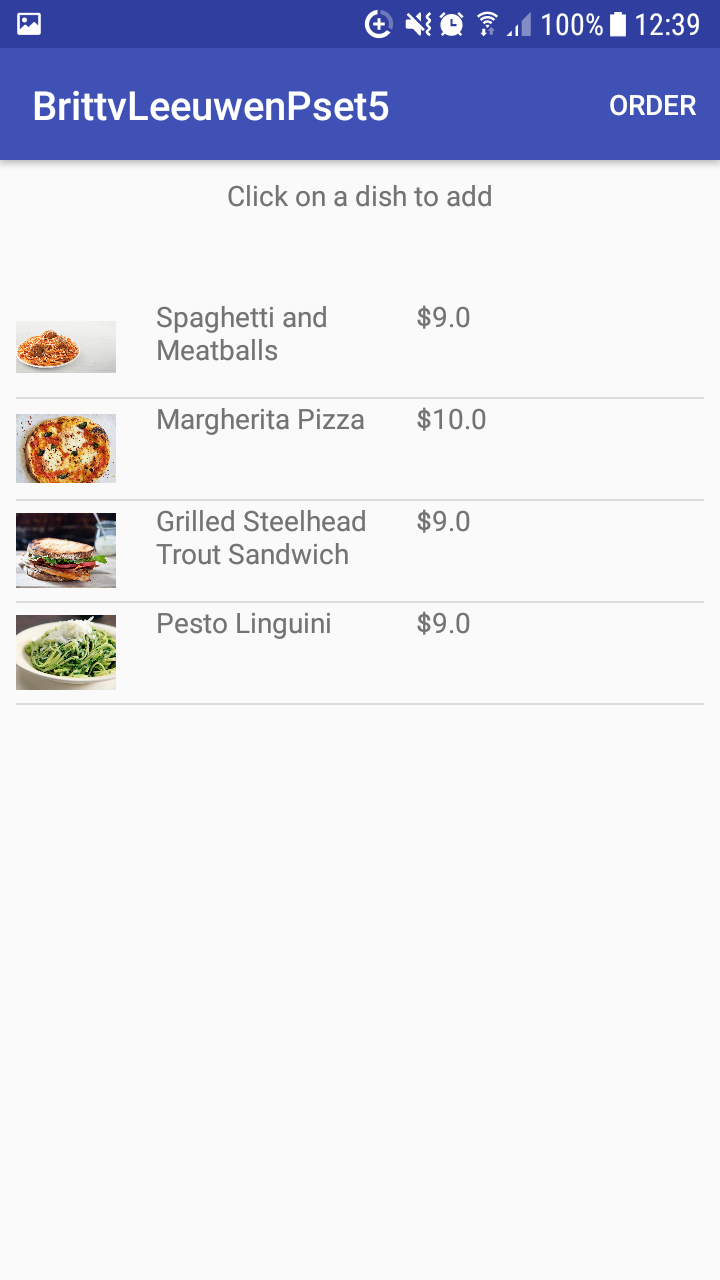 100% 12:39
BrittvLeeuwenPset5 ORDER
Click on a dish to add
Spaghetti and $9.0
Meatballs
Margherita Pizza $10.0
Grilled Steelhead $9.0
Trout Sandwich
Pesto Linguini $9.0